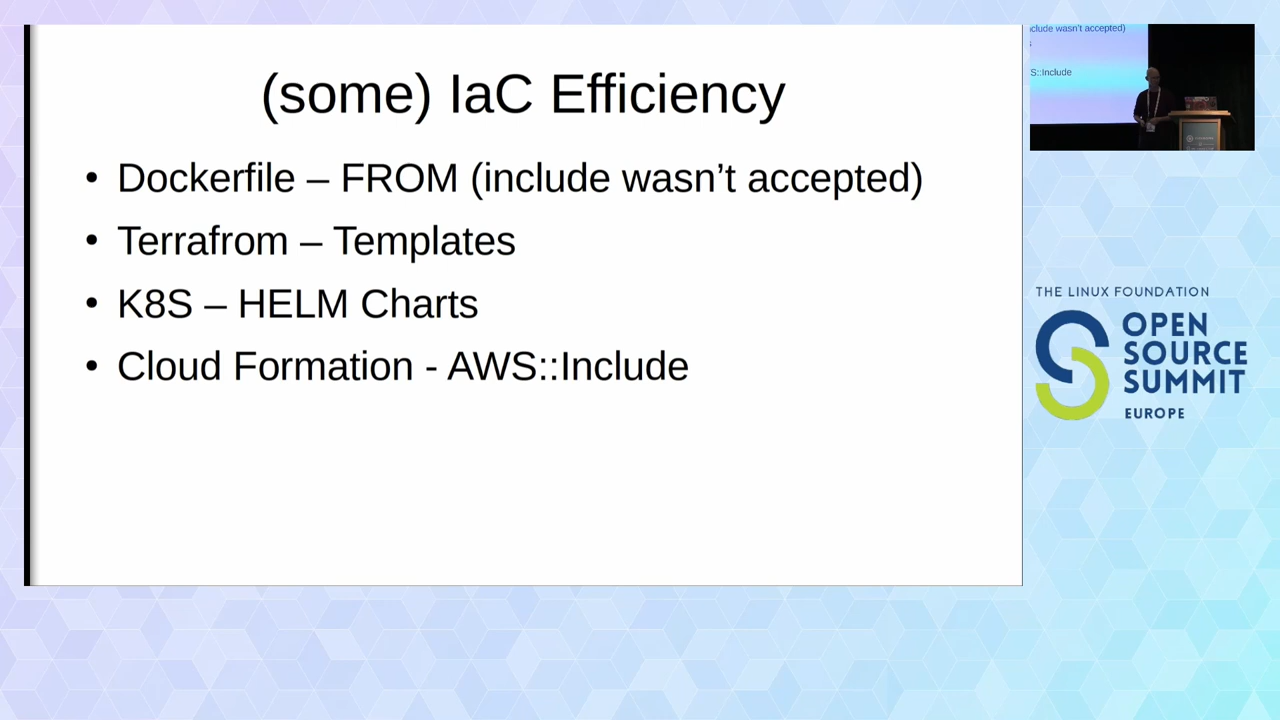 (some) IaC Efficiency
• Dockerfile – FROM (include wasn’t accepted)
• Terrafrom – Templates
• K8S – HELM Charts
• Cloud Formation - AWS::Include
clude wasn't accepted)
S::Include
THE LINUX FOUNDATION
OPEN
SOURCE
SUMMIT
EUROPE